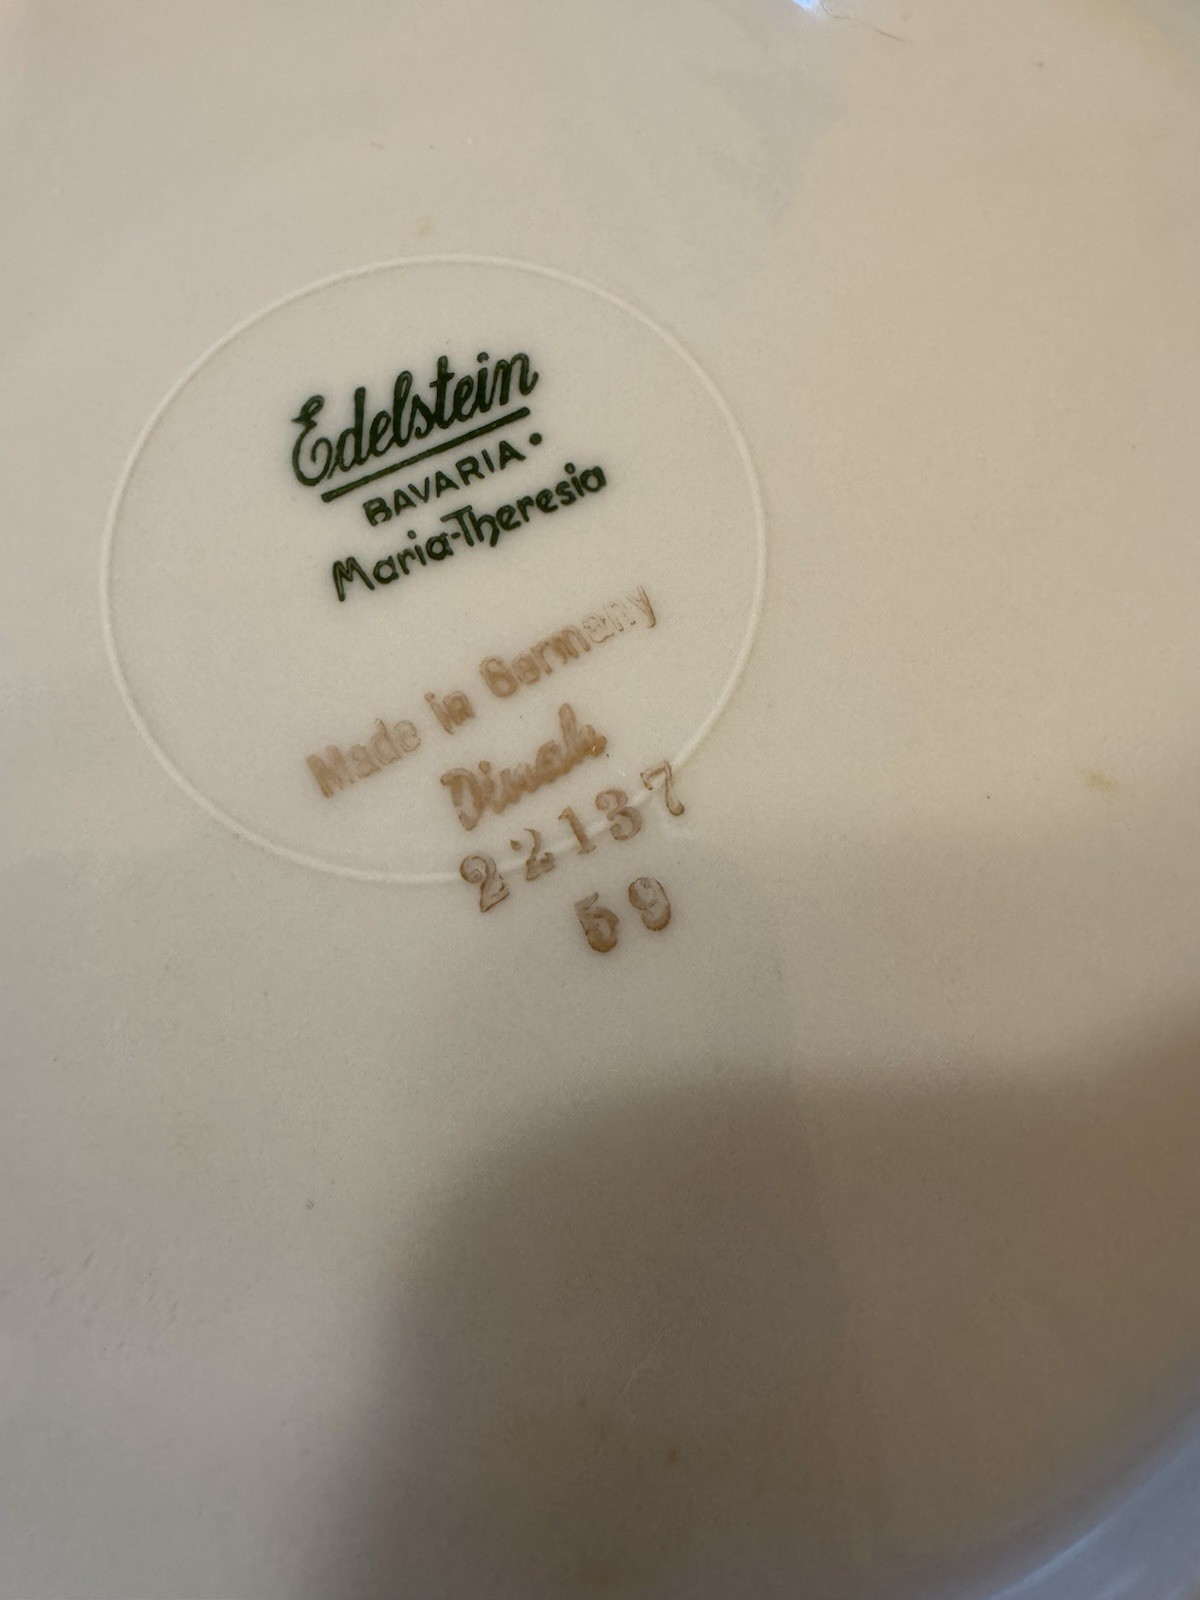 Edelstein
BAVARIA.
Maria-Theresia
Made in Germany
Dinah
22137
59